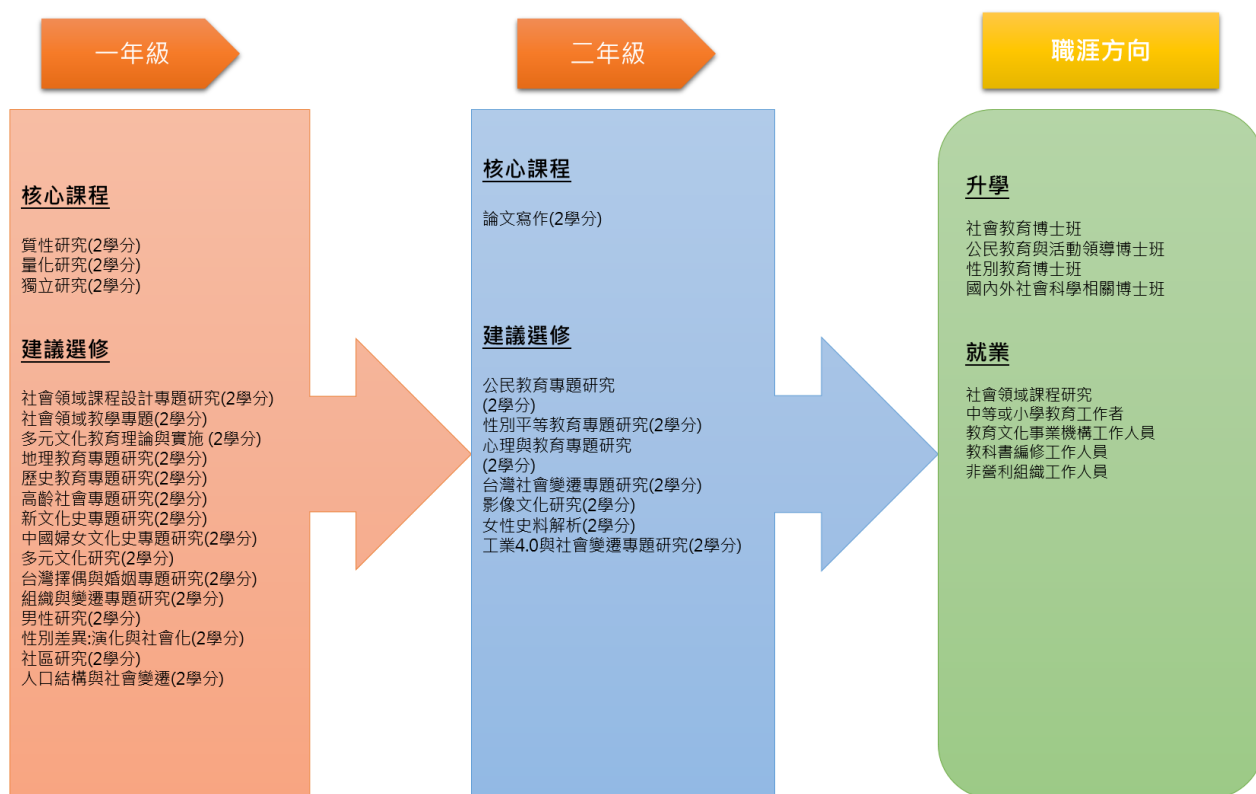 一年級
核心課程
質性研究(2學分)
量化研究(2學分)
獨立研究(2學分)
建議選修
社會領域課程設計專題研究(2學分)
社會領域教學專題(2學分)
多元文化教育理論與實施 (2學分)
地理教育專題研究(2學分)
歷史教育專題研究(2學分)
高齡社會專題研究(2學分)
新文化史專題研究(2學分)
中國婦女文化史專題研究(2學分)
多元文化研究(2學分)
台灣擇偶與婚姻專題研究(2學分)
組織與變遷專題研究(2學分)
男性研究(2學分)
性別差異:演化與社會化(2學分)
社區研究(2學分)
人口結構與社會變遷(2學分)
二年級
核心課程
論文寫作(2學分)
建議選修
公民教育專題研究
(2學分)
性別平等教育專題研究(2學分)
心理與教育專題研究
(2學分)
台灣社會變遷專題研究(2學分)
影像文化研究(2學分)
女性史料解析(2學分)
工業4.0與社會變遷專題研究(2學分)
職涯方向
升學
社會教育博士班
公民教育與活動領導博士班
性別教育博士班
國內外社會科學相關博士班
就業
社會領域課程研究
中等或小學教育工作者
教育文化事業機構工作人員
教科書編修工作人員
非營利組織工作人員